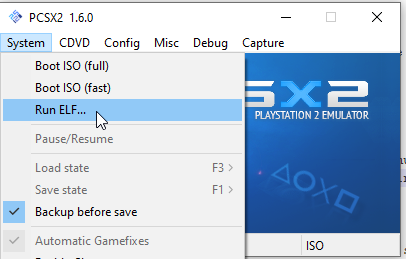 PCSX2 1.6.0
System CDVD Config Misc Debug Capture
Boot ISO (full)
Boot ISO (fast)
Run ELF...
SX2
PLAYSTATION 2 EMULATOR
Pause/Resume
Load state F3 >
Save state F1 >
Backup before save
Automatic Gamefixes
ISO